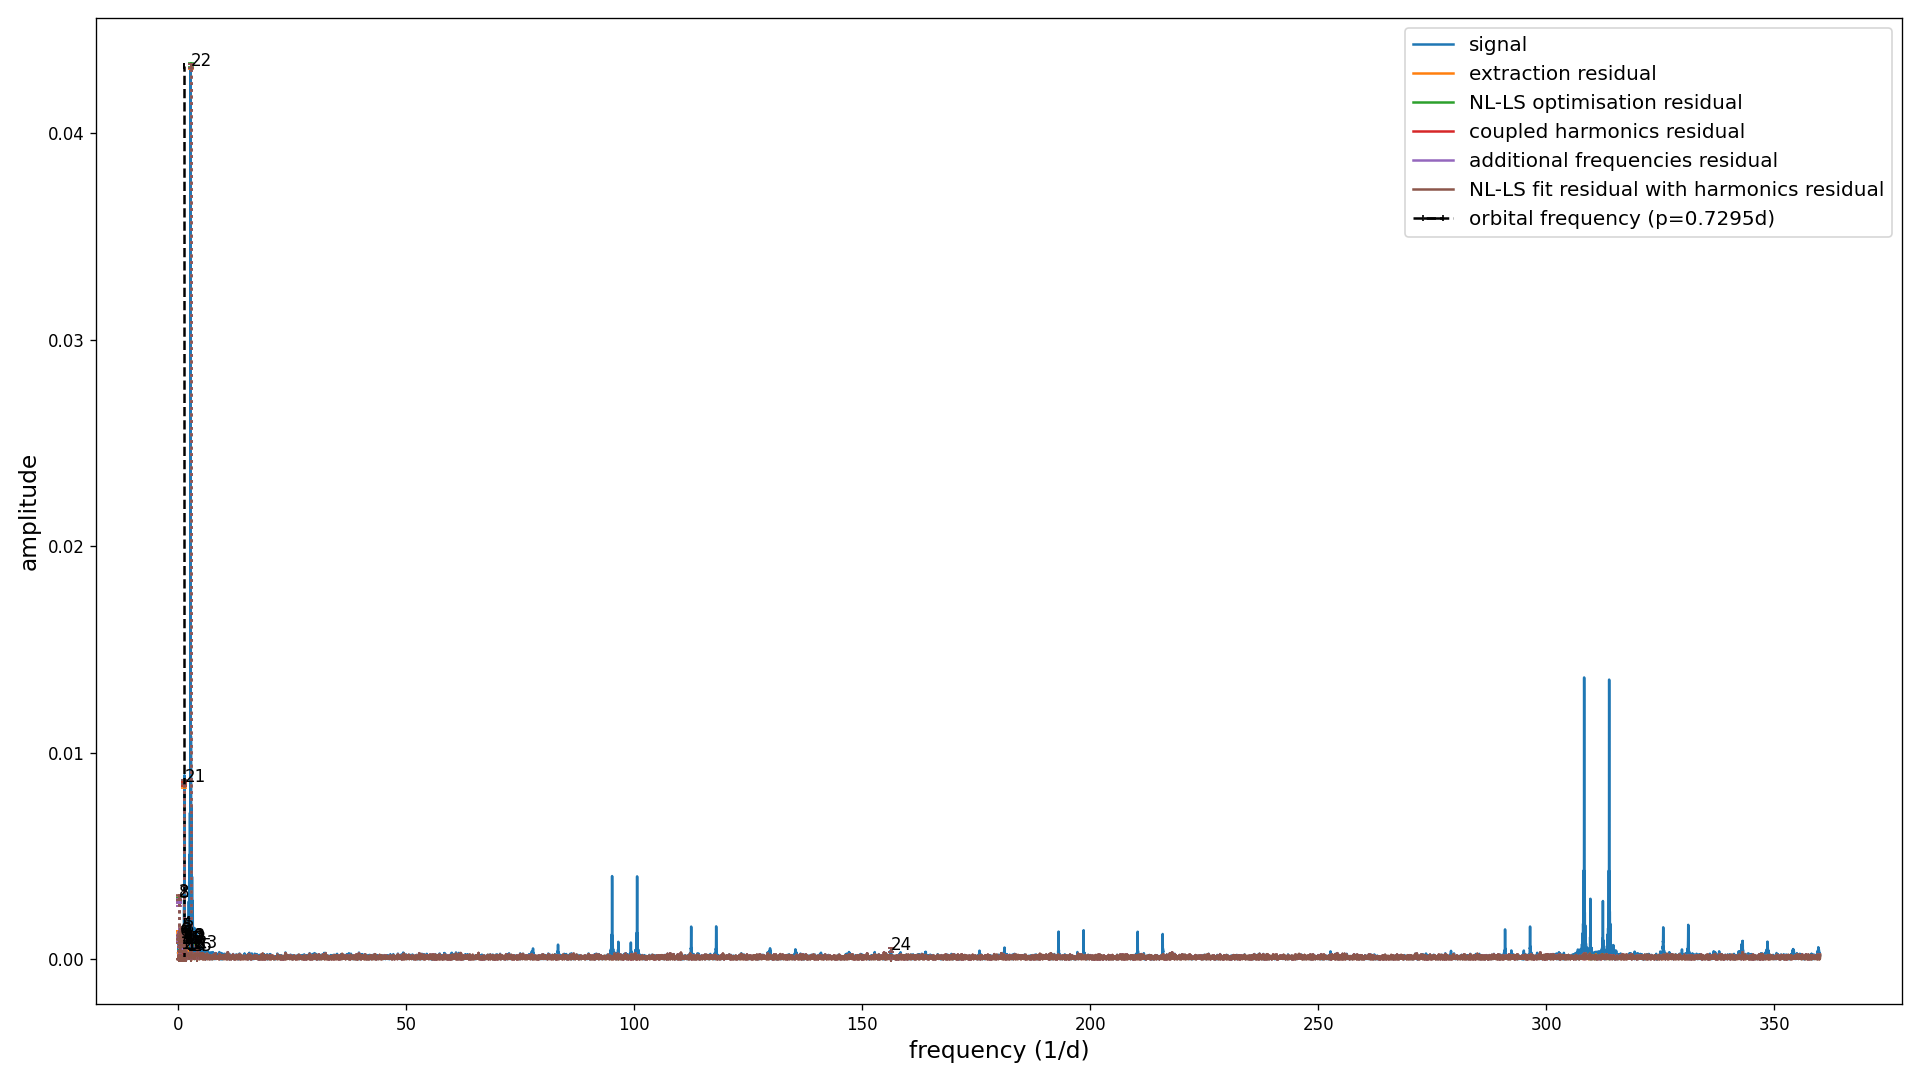 signal
extraction residual
NL-LS optimisation residual
coupled harmonics residual
additional frequencies residual
NL-LS fit residual with harmonics residual
orbital frequency (p=0.7295d)
22
21
24
0.04
0.03
0.02
0.01
0.00
amplitude
0
50
100
150
200
250
300
350
frequency (1/d)